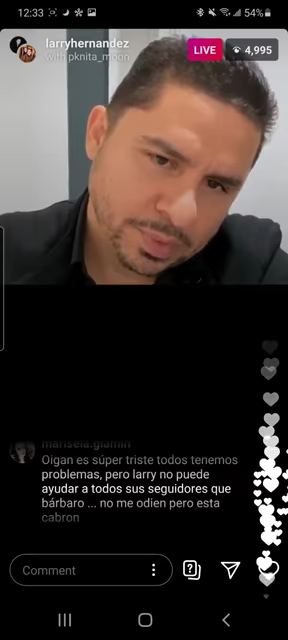 12:33
54%
larryhernandez
LIVE
4,995
with pknita_moon
marisela.glamin
Oigan es súper triste todos tenemos
problemas, pero larry no puede
ayudar a todos sus seguidores que
bárbaro ... no me odien pero esta
cabron
Comment